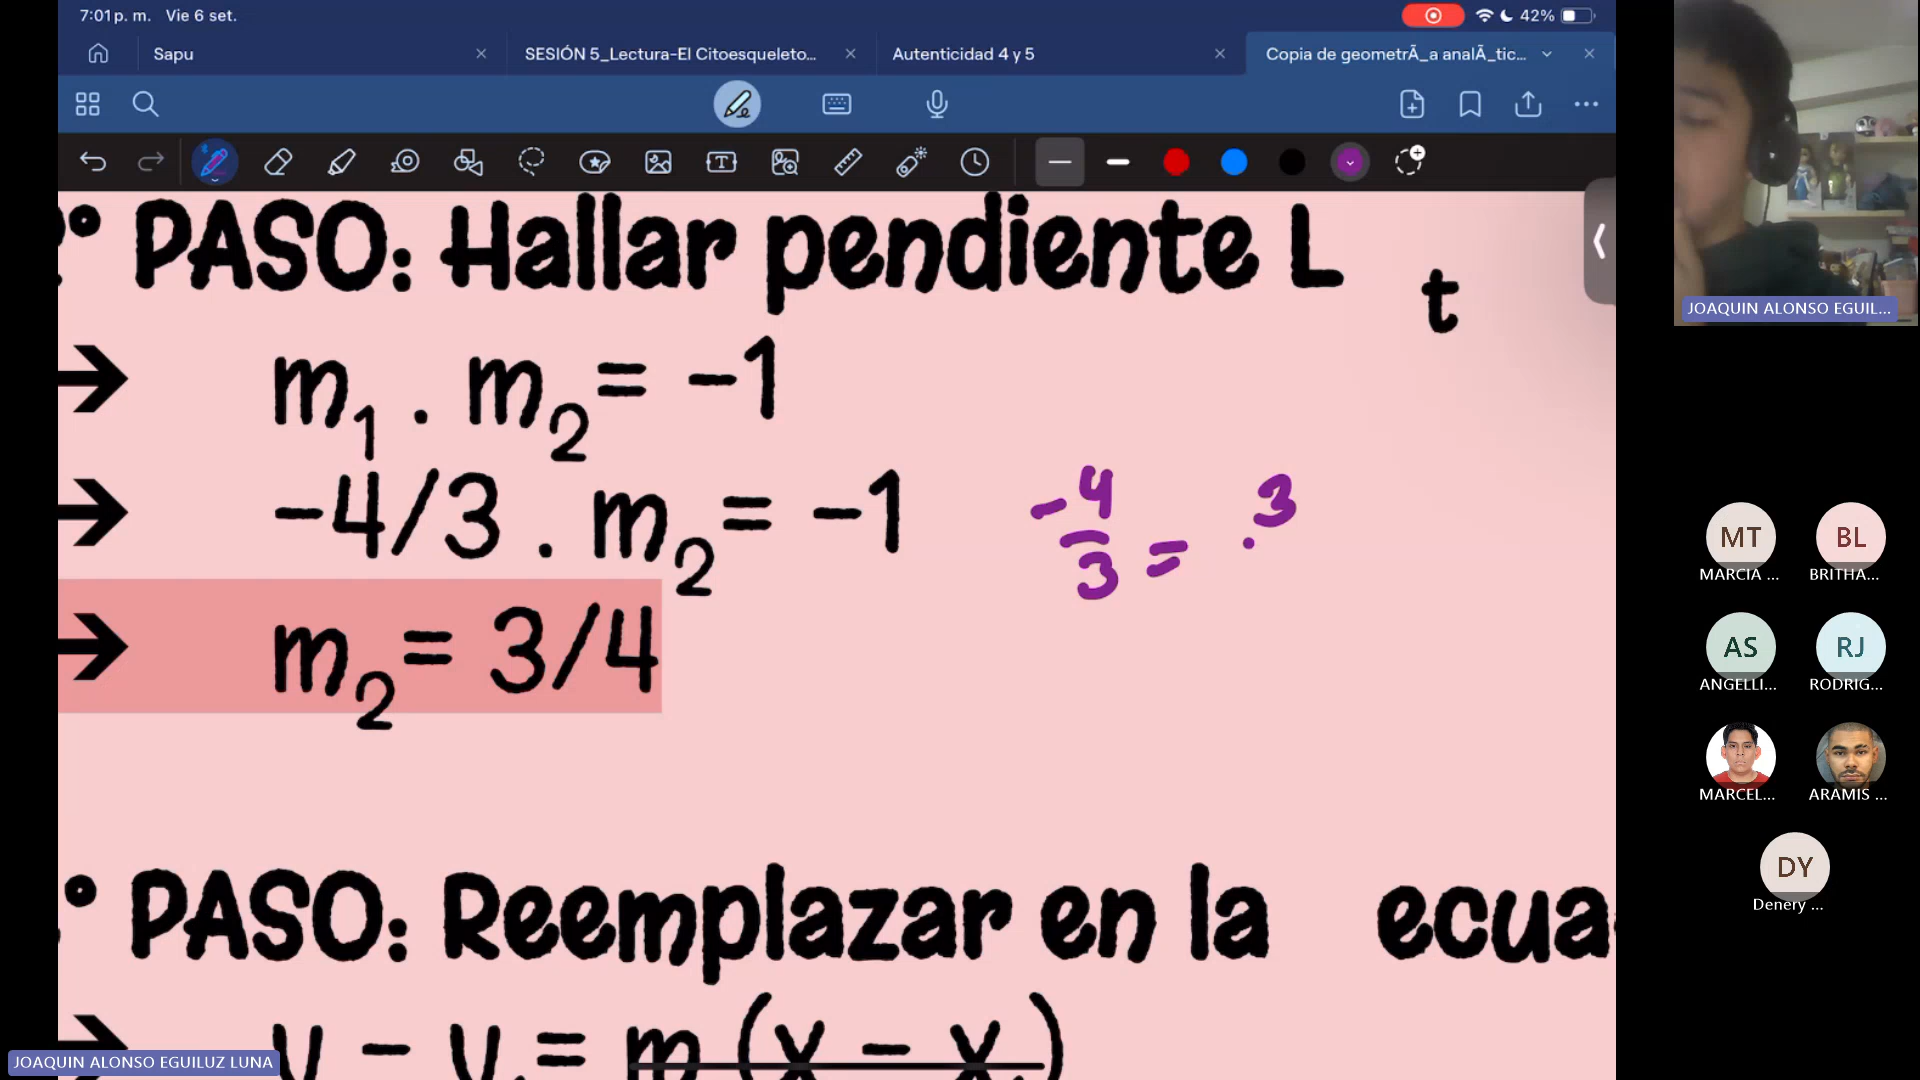 7:01 p. m. Vie 6 set.
42%
Sapu
SESIÓN 5_Lectura-El Citoesqueleto...
Autenticidad 4 y 5
Copia de geometrÃ_a analÃ_tic...
PASO: Hallar pendiente L t
→ m1 . m2 = -1
→ -4/3 . m2 = -1
-4/3 = 3
→ m2 = 3/4
° PASO: Reemplazar en la ecua
→ y - y = m (x - x )
JOAQUIN ALONSO EGUILUZ LUNA
JOAQUIN ALONSO EGUIL...
MT
BL
MARCIA ...
BRITHA...
AS
RJ
ANGELLI...
RODRIG...
MARCEL...
ARAMIS ...
DY
Denery ...